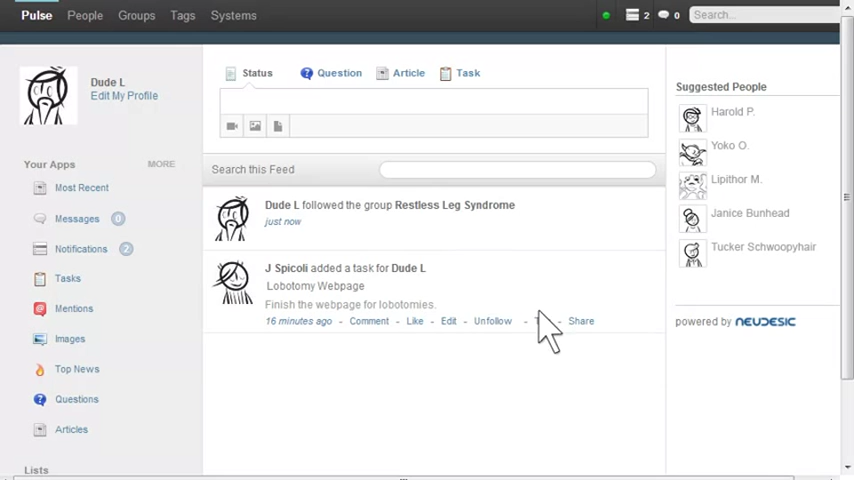 Pulse People Groups Tags Systems 2 0 Search...
Dude L
Edit My Profile
Your Apps MORE
Most Recent
Messages 0
Notifications 2
Tasks
Mentions
Images
Top News
Questions
Articles
Lists
Status Question Article Task
Search this Feed
Dude L followed the group Restless Leg Syndrome
just now
J Spicoli added a task for Dude L
Lobotomy Webpage
Finish the webpage for lobotomies.
16 minutes ago - Comment - Like - Edit - Unfollow - - Share
Suggested People
Harold P.
Yoko O.
Lipithor M.
Janice Bunhead
Tucker Schwoopyhair
powered by NEUDESIC